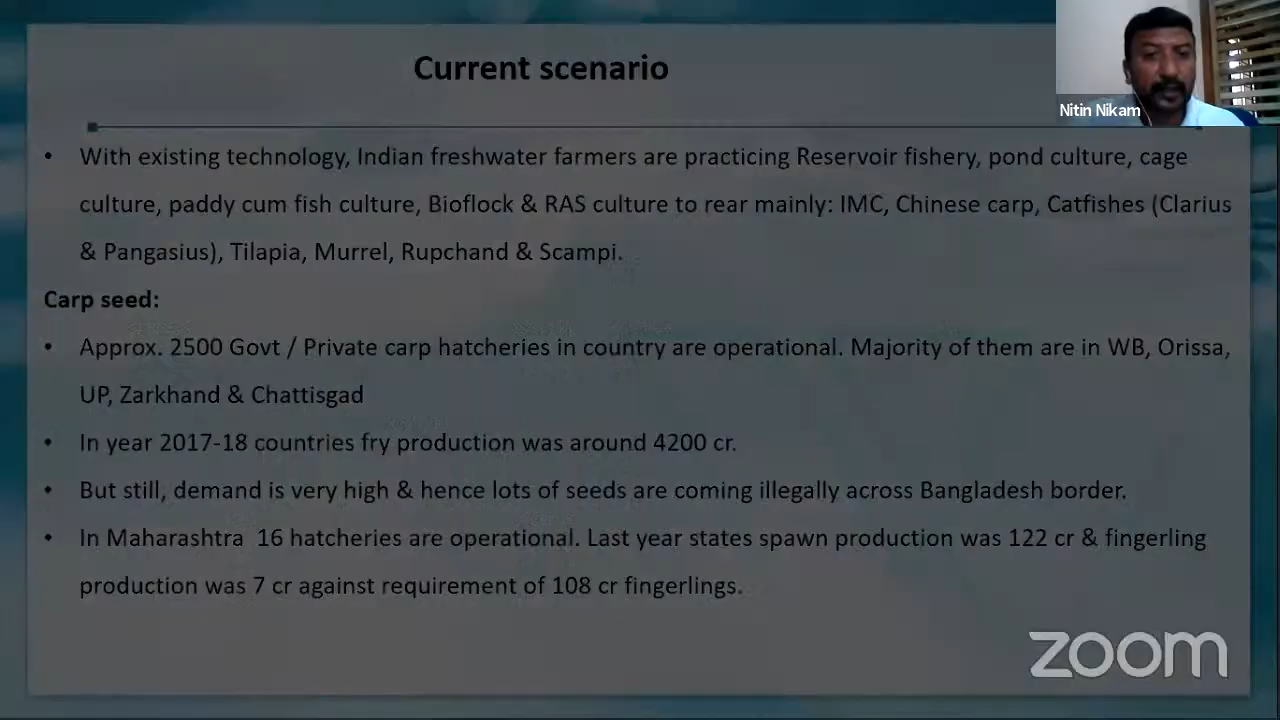 Current scenario
Nitin Nikam
• With existing technology, Indian freshwater farmers are practicing Reservoir fishery, pond culture, cage
culture, paddy cum fish culture, Bioflock & RAS culture to rear mainly: IMC, Chinese carp, Catfishes (Clarius
& Pangasius), Tilapia, Murrel, Rupchand & Scampi.
Carp seed:
• Approx. 2500 Govt / Private carp hatcheries in country are operational. Majority of them are in WB, Orissa,
UP, Zarkhand & Chattisgad
• In year 2017-18 countries fry production was around 4200 cr.
• But still, demand is very high & hence lots of seeds are coming illegally across Bangladesh border.
• In Maharashtra 16 hatcheries are operational. Last year states spawn production was 122 cr & fingerling
production was 7 cr against requirement of 108 cr fingerlings.
zoom